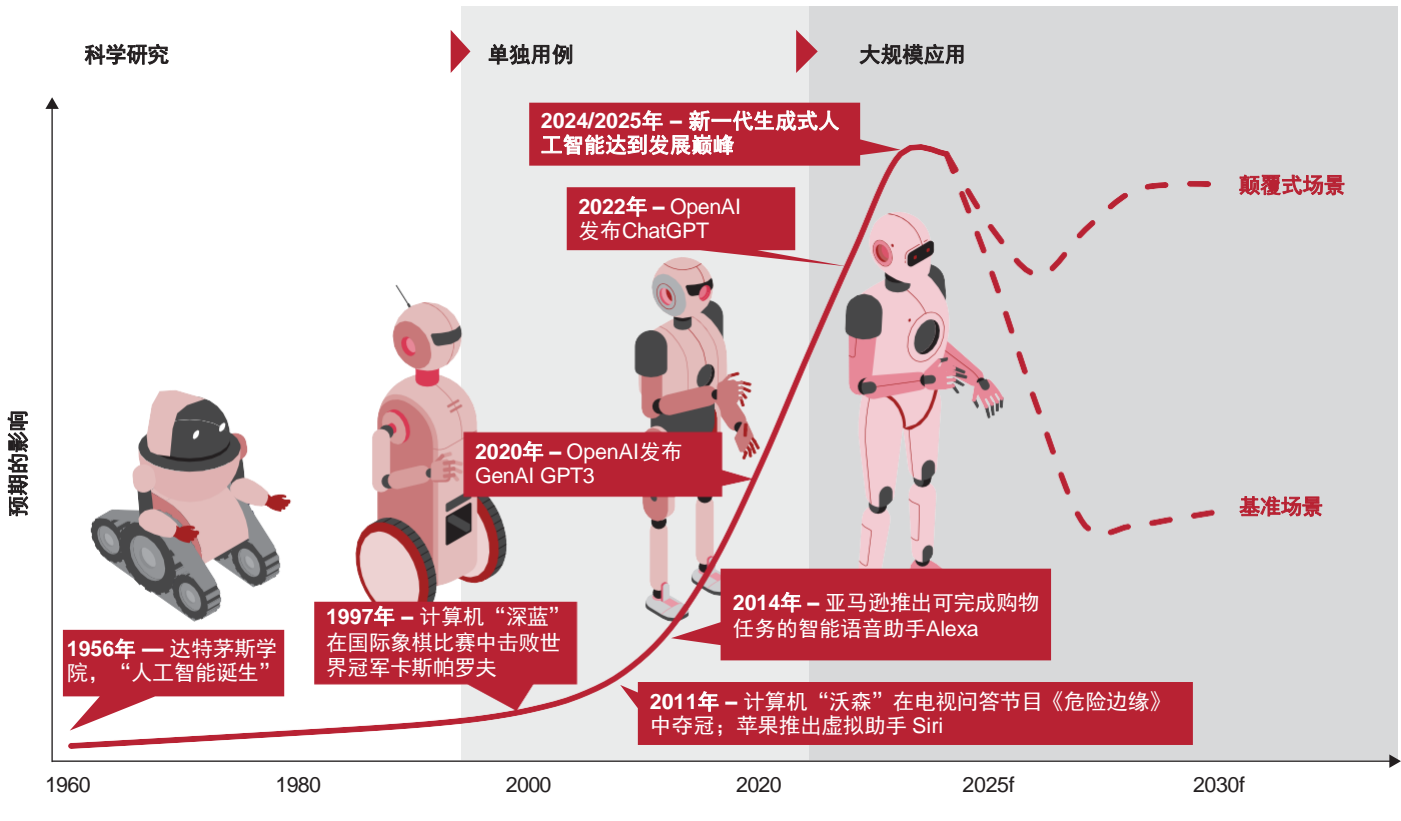 科学研究
单独用例
大规模应用
2024/2025年 – 新一代生成式人
工智能达到发展巅峰
颠覆式场景
2022年 – OpenAI
发布ChatGPT
预期的影响
2020年 – OpenAI发布
GenAI GPT3
基准场景
2014年 – 亚马逊推出可完成购物
任务的智能语音助手Alexa
1997年 – 计算机“深蓝”
在国际象棋比赛中击败世
界冠军卡斯帕罗夫
1956年 — 达特茅斯学
院，“人工智能诞生”
2011年 – 计算机“沃森”在电视问答节目《危险边缘》
中夺冠；苹果推出虚拟助手 Siri
1960
1980
2000
2020
2025f
2030f